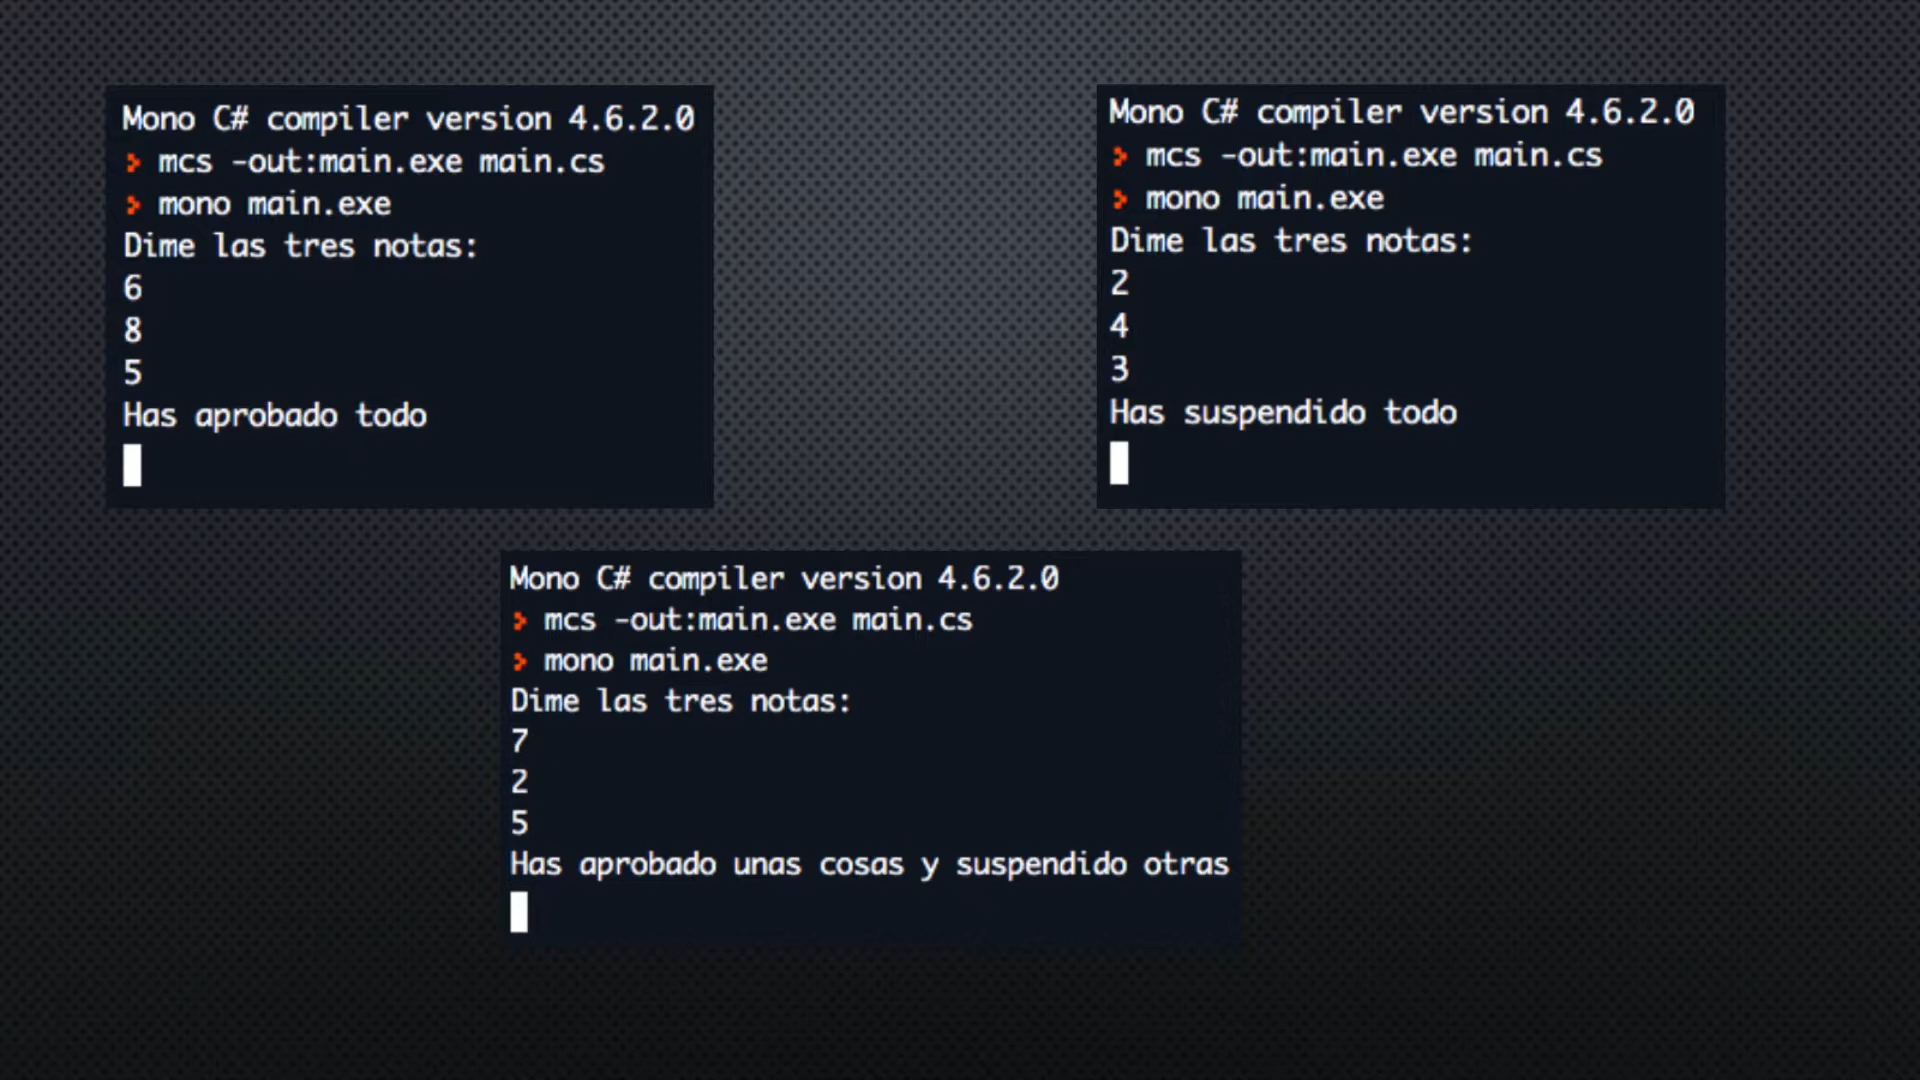 Mono C# compiler version 4.6.2.0
> mcs -out:main.exe main.cs
> mono main.exe
Dime las tres notas:
6
8
5
Has aprobado todo
Mono C# compiler version 4.6.2.0
> mcs -out:main.exe main.cs
> mono main.exe
Dime las tres notas:
2
4
3
Has suspendido todo
Mono C# compiler version 4.6.2.0
> mcs -out:main.exe main.cs
> mono main.exe
Dime las tres notas:
7
2
5
Has aprobado unas cosas y suspendido otras